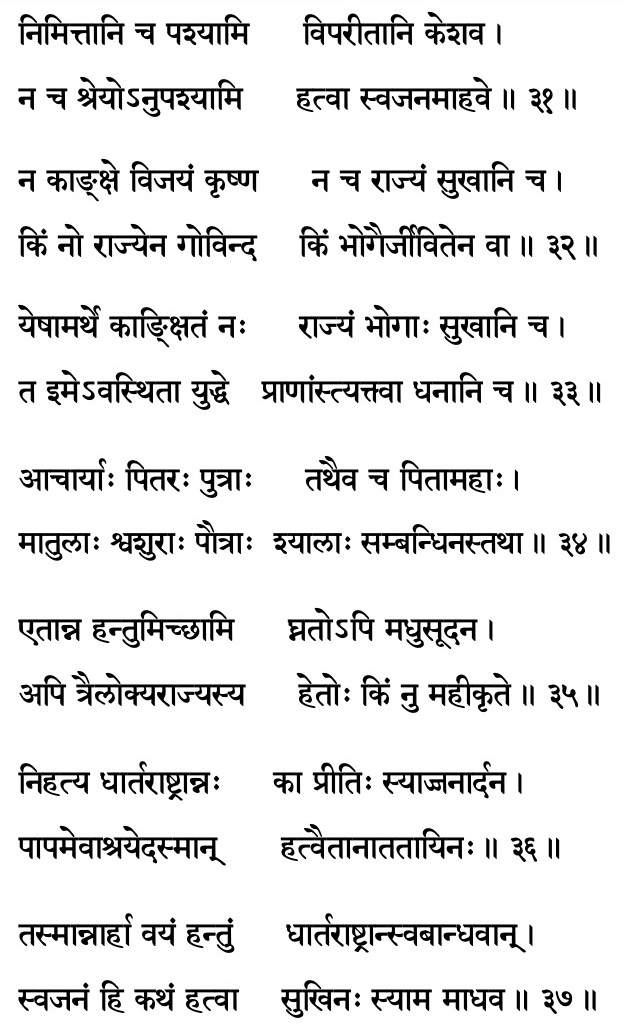 निमित्तानि च पश्यामि विपरीतानि केशव ।
न च श्रेयोऽनुपश्यामि हत्वा स्वजनमाहवे ॥ ३१ ॥
न काङ्क्षे विजयं कृष्ण न च राज्यं सुखानि च ।
किं नो राज्येन गोविन्द किं भोगैर्जीवितेन वा ॥ ३२ ॥
येषामर्थे काङ्क्षितं नः राज्यं भोगाः सुखानि च ।
त इमेऽवस्थिता युद्धे प्राणांस्त्यक्त्वा धनानि च ॥ ३३ ॥
आचार्याः पितरः पुत्राः तथैव च पितामहाः ।
मातुलाः श्वशुराः पौत्राः श्यालाः सम्बन्धिनस्तथा ॥ ३४ ॥
एतान्न हन्तुमिच्छामि घ्नतोऽपि मधुसूदन ।
अपि त्रैलोक्यराज्यस्य हेतोः किं नु महीकृते ॥ ३५ ॥
निहत्य धार्तराष्ट्रान्नः का प्रीतिः स्याज्जनार्दन ।
पापमेवाश्रयेदस्मान् हत्वैतानाततायिनः ॥ ३६ ॥
तस्मान्नार्हा वयं हन्तुं धार्तराष्ट्रान्स्वबान्धवान् ।
स्वजनं हि कथं हत्वा सुखिनः स्याम माधव ॥ ३७ ॥